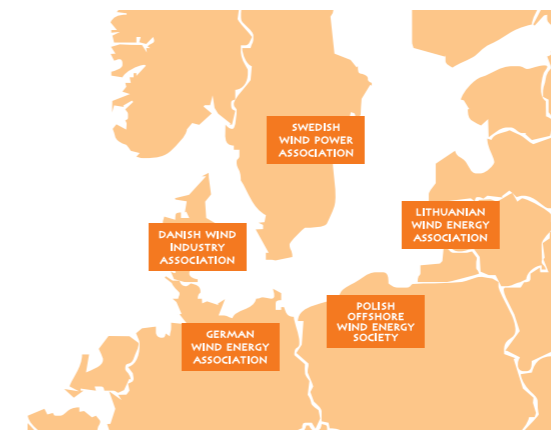 SWEDISH
WIND POWER
ASSOCIATION
LITHUANIAN
WIND ENERGY
ASSOCIATION
DANISH WIND
INDUSTRY
ASSOCIATION
POLISH
OFFSHORE
WIND ENERGY
SOCIETY
GERMAN
WIND ENERGY
ASSOCIATION